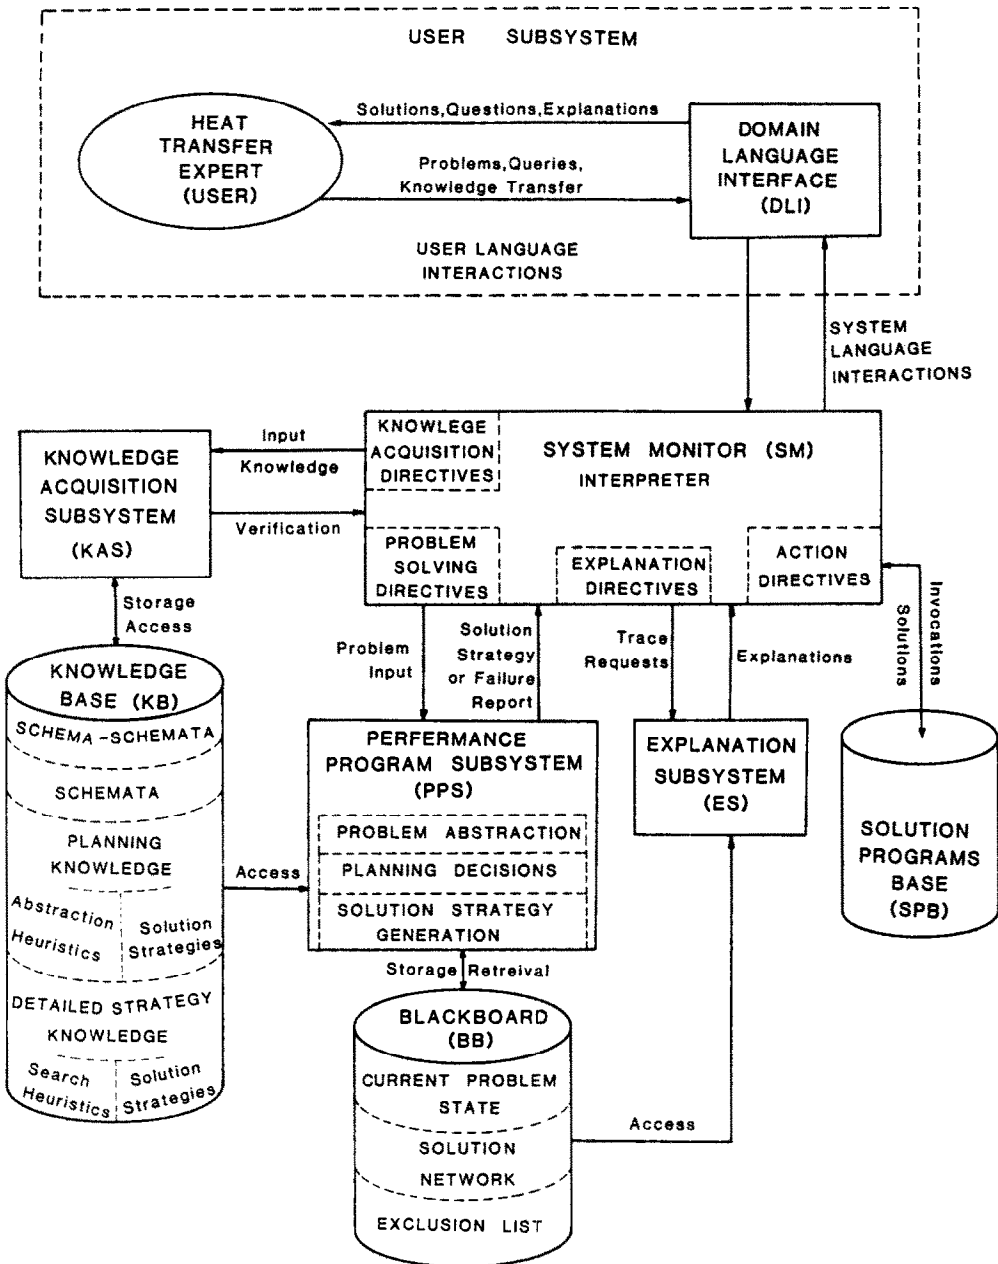 USER SUBSYSTEM
Solutions,Questions,Explanations
HEAT
TRANSFER
EXPERT
(USER)
Problems,Queries,
Knowledge Transfer
DOMAIN
LANGUAGE
INTERFACE
(DLI)
USER LANGUAGE
INTERACTIONS
SYSTEM
LANGUAGE
INTERACTIONS
KNOWLEDGE
ACQUISITION
SUBSYSTEM
(KAS)
Input
Knowledge
Verification
KNOWLEGE
ACQUISITION
DIRECTIVES
SYSTEM MONITOR (SM)
INTERPRETER
PROBLEM
SOLVING
DIRECTIVES
EXPLANATION
DIRECTIVES
ACTION
DIRECTIVES
Storage
Access
Problem
Input
Solution
Strategy
or Failure
Report
Trace
Requests
Explanations
Solutions
Invocations
KNOWLEDGE
BASE (KB)
SCHEMA-SCHEMATA
SCHEMATA
PLANNING
KNOWLEDGE
Abstraction
Heuristics
Solution
Strategies
DETAILED STRATEGY
KNOWLEDGE
Search
Heuristics
Solution
Strategies
Access
PERFERMANCE
PROGRAM SUBSYSTEM
(PPS)
PROBLEM ABSTRACTION
PLANNING DECISIONS
SOLUTION STRATEGY
GENERATION
EXPLANATION
SUBSYSTEM
(ES)
SOLUTION
PROGRAMS
BASE
(SPB)
Storage Retreival
BLACKBOARD
(BB)
CURRENT PROBLEM
STATE
SOLUTION
NETWORK
EXCLUSION LIST
Access